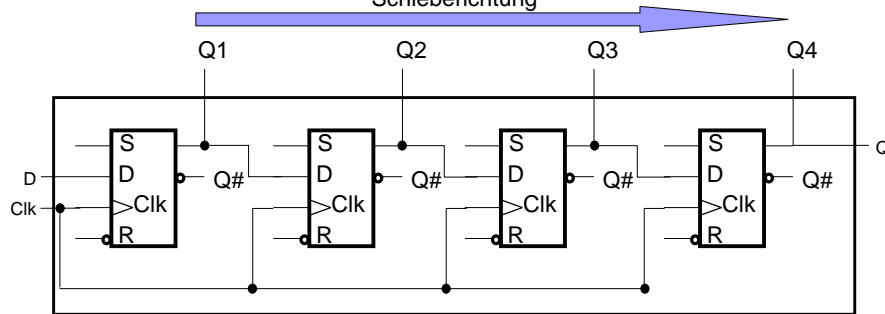 Schieberichtung
Q1 Q2 Q3 Q4
S S S S Q
D D Q# D Q# D Q# D Q#
Clk Clk Clk Clk Clk
R R R R